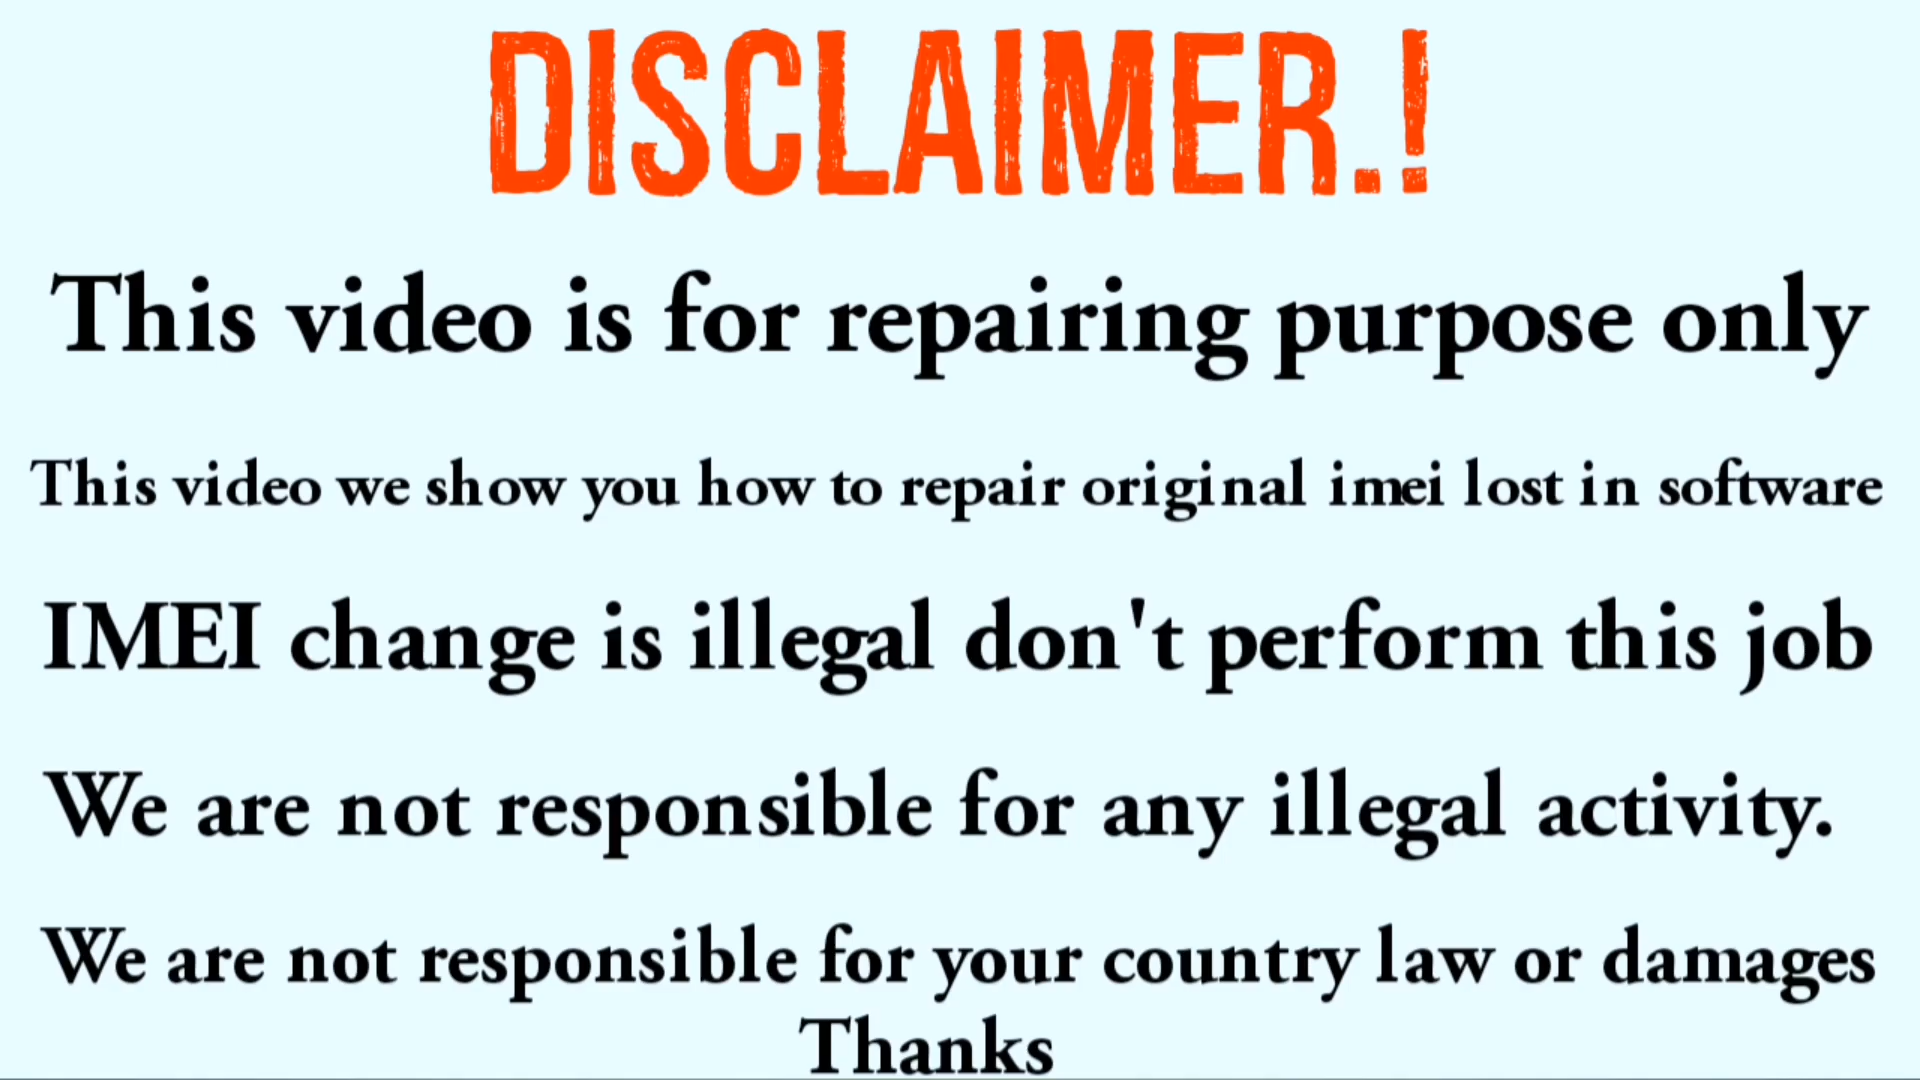 DISCLAIMER.!
This video is for repairing purpose only
This video we show you how to repair original imei lost in software
IMEI change is illegal don't perform this job
We are not responsible for any illegal activity.
We are not responsible for your country law or damages
Thanks